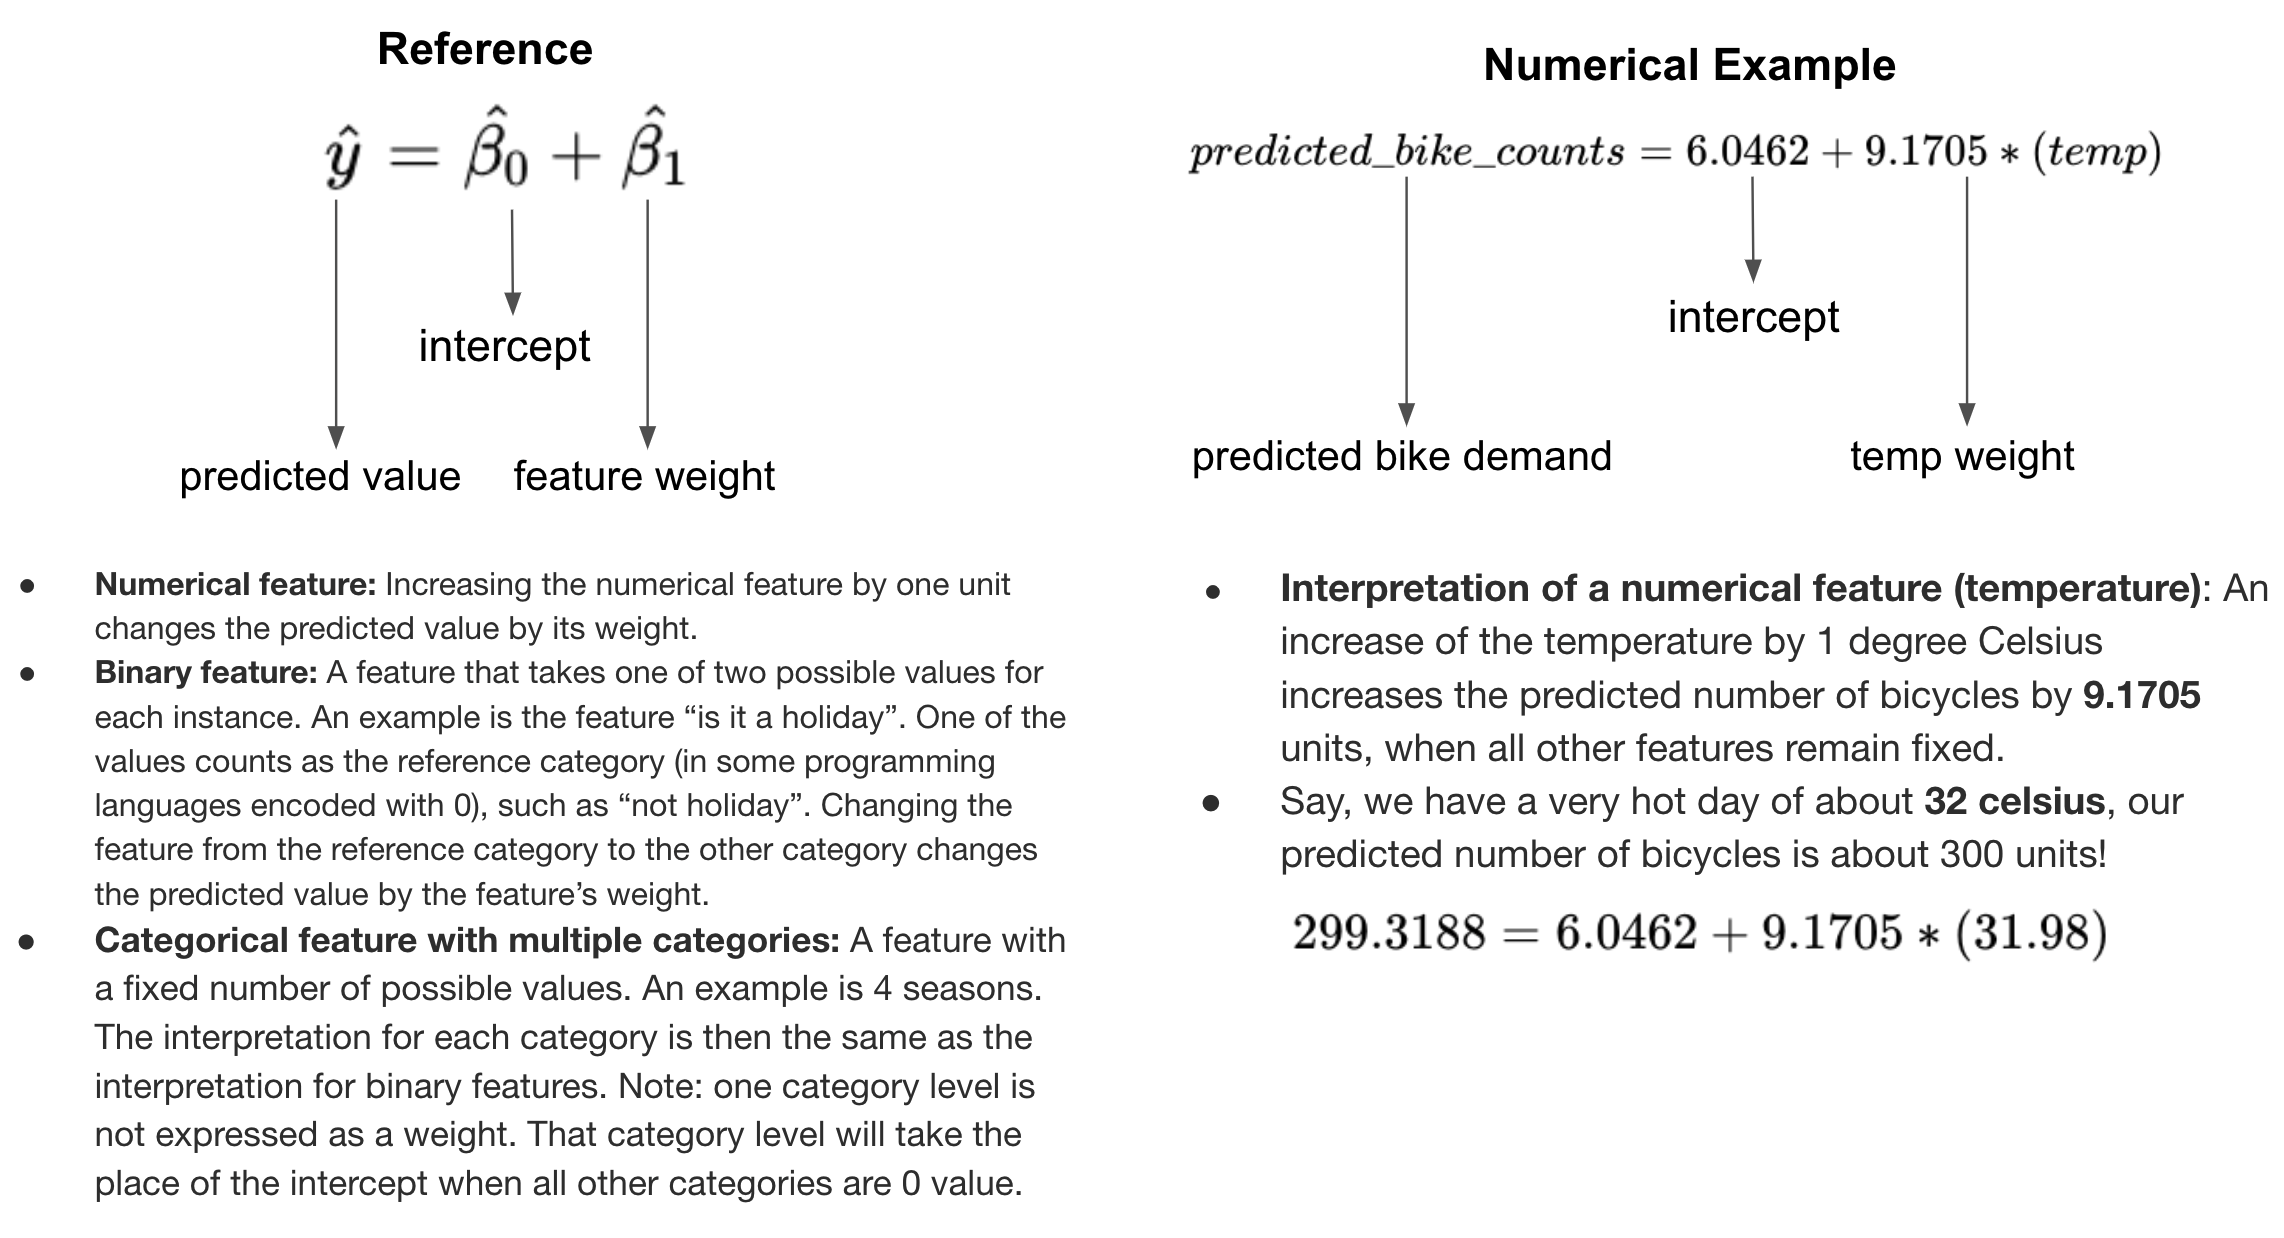 Reference
ŷ = β̂₀ + β̂₁
intercept
predicted value feature weight
● Numerical feature: Increasing the numerical feature by one unit
changes the predicted value by its weight.
● Binary feature: A feature that takes one of two possible values for
each instance. An example is the feature “is it a holiday”. One of the
values counts as the reference category (in some programming
languages encoded with 0), such as “not holiday”. Changing the
feature from the reference category to the other category changes
the predicted value by the feature’s weight.
● Categorical feature with multiple categories: A feature with
a fixed number of possible values. An example is 4 seasons.
The interpretation for each category is then the same as the
interpretation for binary features. Note: one category level is
not expressed as a weight. That category level will take the
place of the intercept when all other categories are 0 value.
Numerical Example
predicted_bike_counts = 6.0462 + 9.1705 * (temp)
intercept
predicted bike demand temp weight
● Interpretation of a numerical feature (temperature): An
increase of the temperature by 1 degree Celsius
increases the predicted number of bicycles by 9.1705
units, when all other features remain fixed.
● Say, we have a very hot day of about 32 celsius, our
predicted number of bicycles is about 300 units!
299.3188 = 6.0462 + 9.1705 * (31.98)